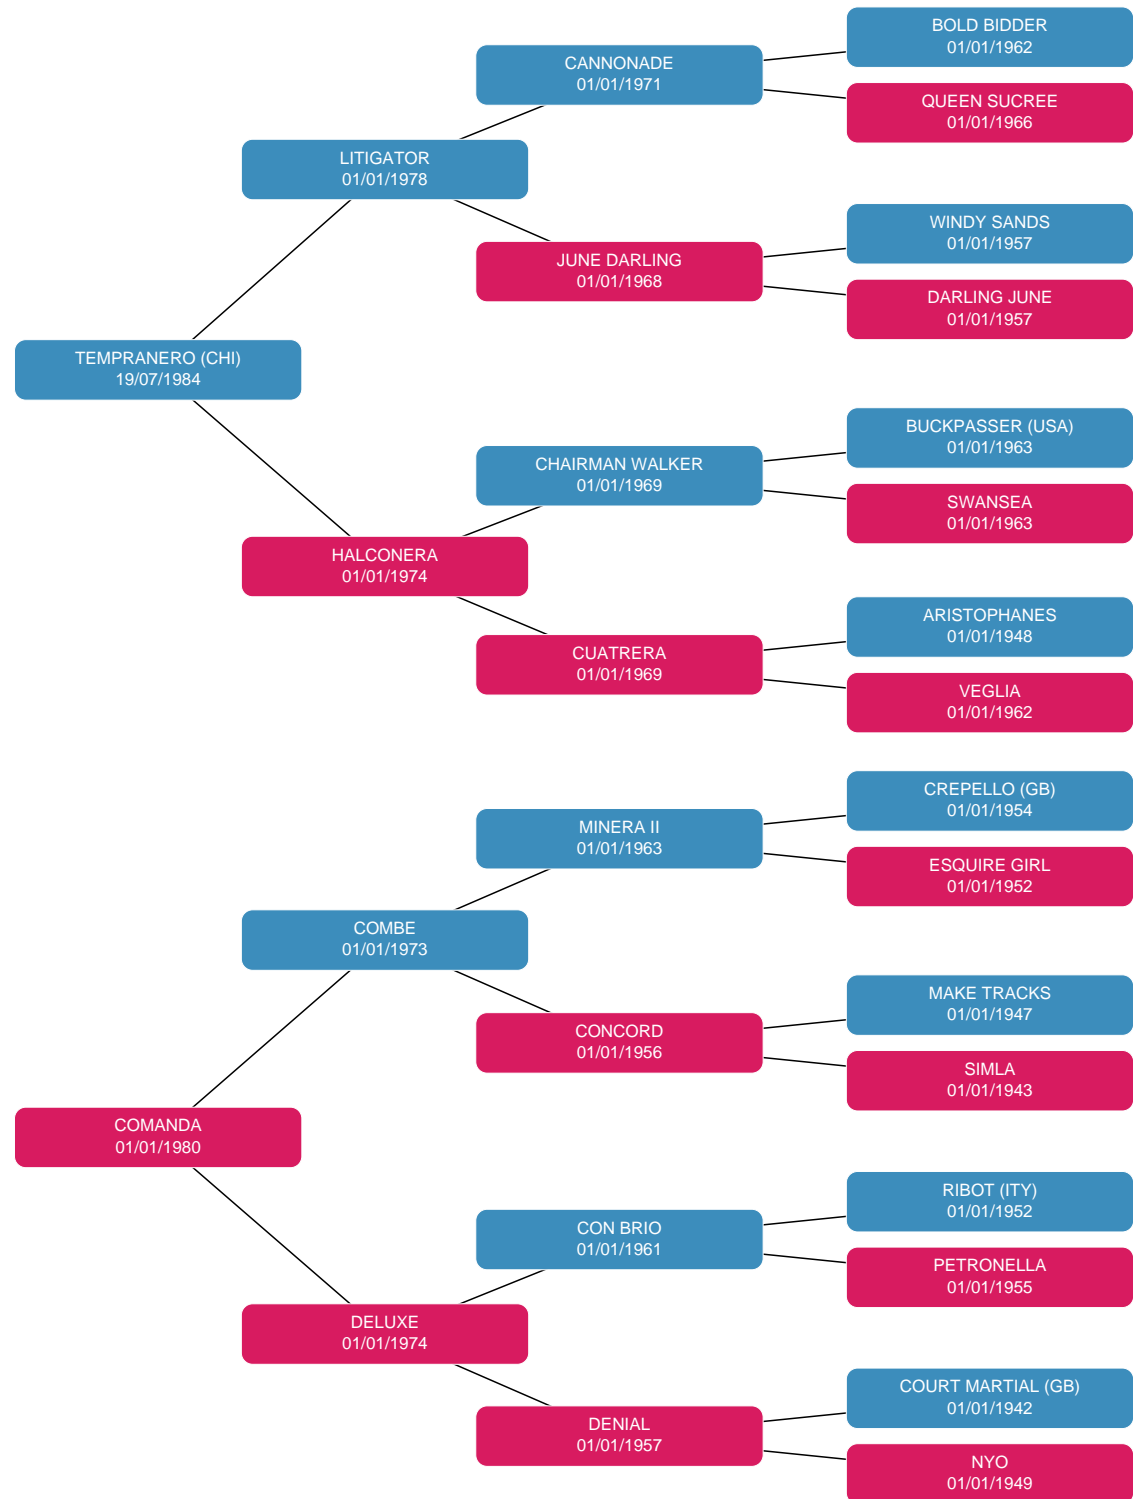 BOLD BIDDER
01/01/1962
CANNONADE
01/01/1971
QUEEN SUCREE
01/01/1966
LITIGATOR
01/01/1978
WINDY SANDS
01/01/1957
JUNE DARLING
01/01/1968
DARLING JUNE
01/01/1957
TEMPRANERO (CHI)
19/07/1984
BUCKPASSER (USA)
01/01/1963
CHAIRMAN WALKER
01/01/1969
SWANSEA
01/01/1963
HALCONERA
01/01/1974
ARISTOPHANES
01/01/1948
CUATRERA
01/01/1969
VEGLIA
01/01/1962
CREPELLO (GB)
01/01/1954
MINERA II
01/01/1963
ESQUIRE GIRL
01/01/1952
COMBE
01/01/1973
MAKE TRACKS
01/01/1947
CONCORD
01/01/1956
SIMLA
01/01/1943
COMANDA
01/01/1980
RIBOT (ITY)
01/01/1952
CON BRIO
01/01/1961
PETRONELLA
01/01/1955
DELUXE
01/01/1974
COURT MARTIAL (GB)
01/01/1942
DENIAL
01/01/1957
NYO
01/01/1949